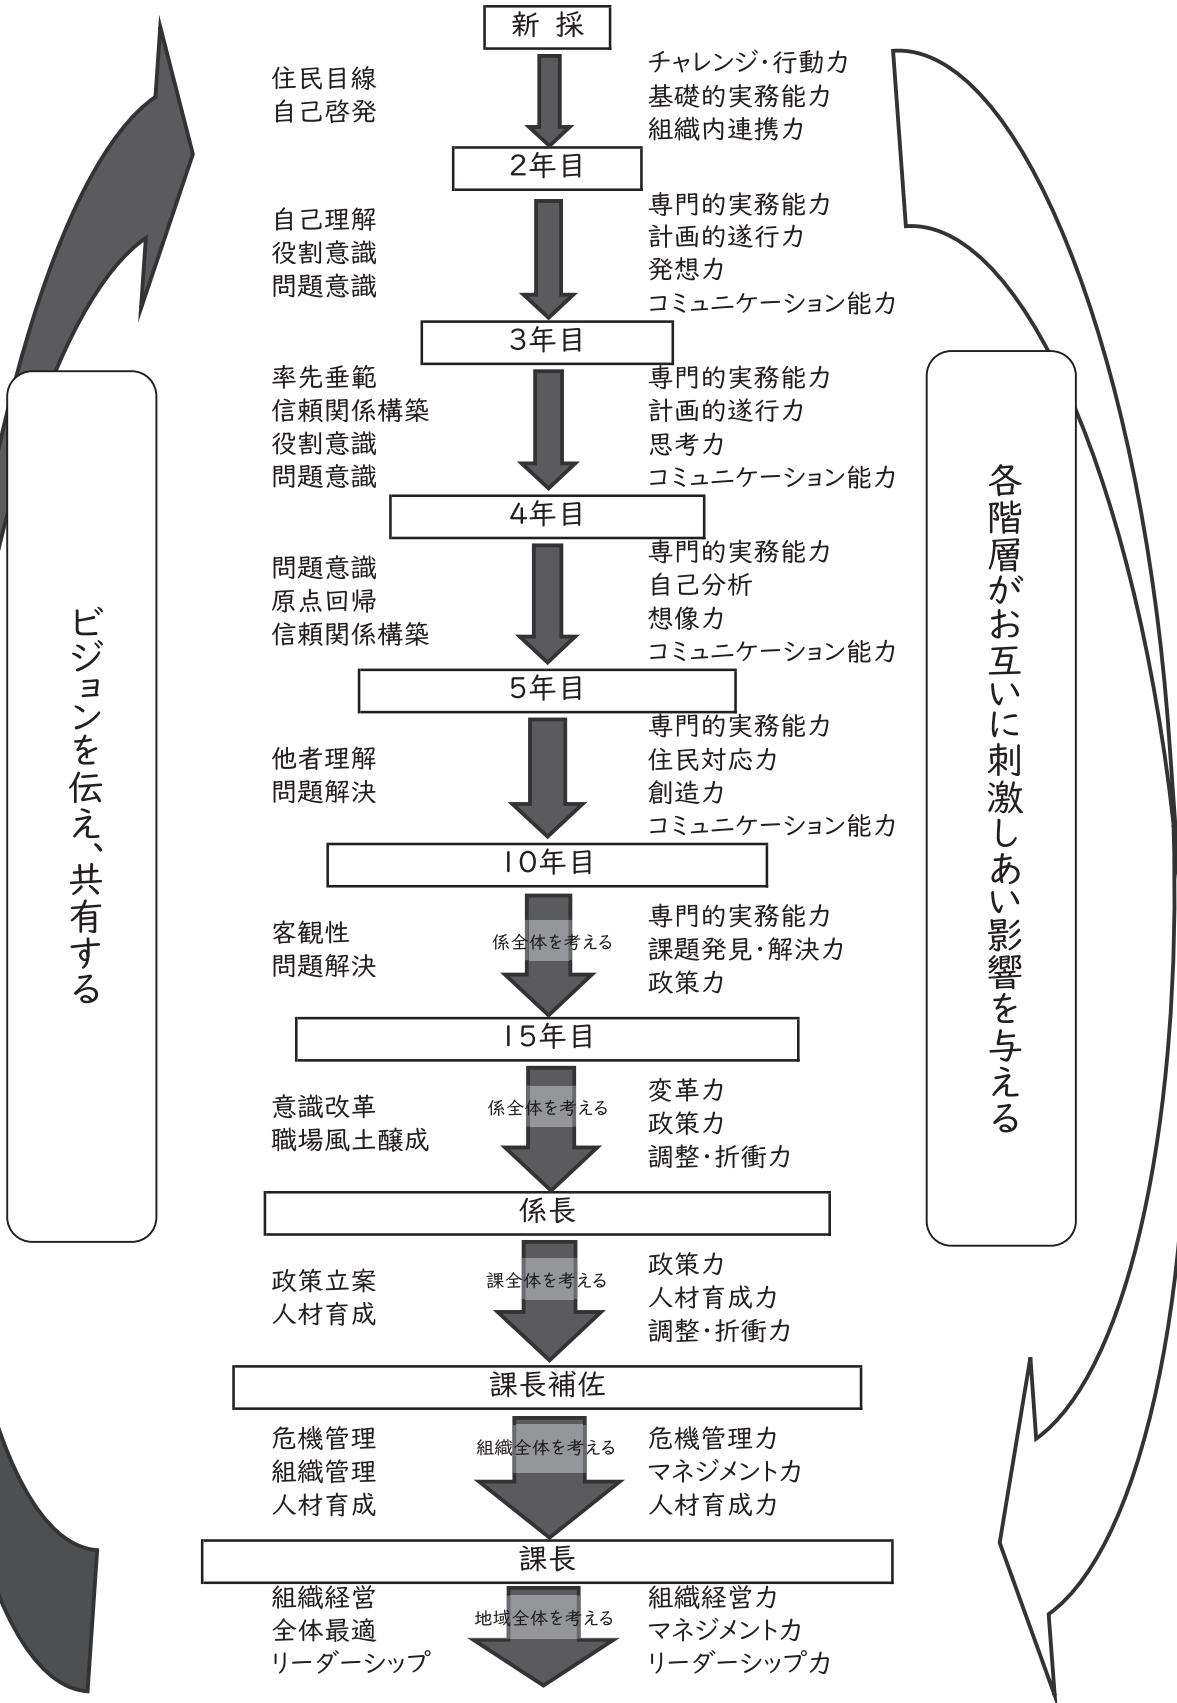 新 採
住民目線
自己啓発
チャレンジ・行動力
基礎的実務能力
組織内連携力
2年目
自己理解
役割意識
問題意識
専門的実務能力
計画的遂行力
発想力
コミュニケーション能力
3年目
率先垂範
信頼関係構築
役割意識
問題意識
専門的実務能力
計画的遂行力
思考力
コミュニケーション能力
4年目
問題意識
原点回帰
信頼関係構築
専門的実務能力
自己分析
想像力
コミュニケーション能力
5年目
他者理解
問題解決
専門的実務能力
住民対応力
創造力
コミュニケーション能力
10年目
客観性
問題解決
係全体を考える
専門的実務能力
課題発見・解決力
政策力
15年目
意識改革
職場風土醸成
係全体を考える
変革力
政策力
調整・折衝力
係長
政策立案
人材育成
課全体を考える
政策力
人材育成力
調整・折衝力
課長補佐
危機管理
組織管理
人材育成
組織全体を考える
危機管理力
マネジメント力
人材育成力
課長
組織経営
全体最適
リーダーシップ
地域全体を考える
組織経営力
マネジメント力
リーダーシップ力
ビジョンを伝え、共有する
各階層がお互いに刺激しあい影響を与える